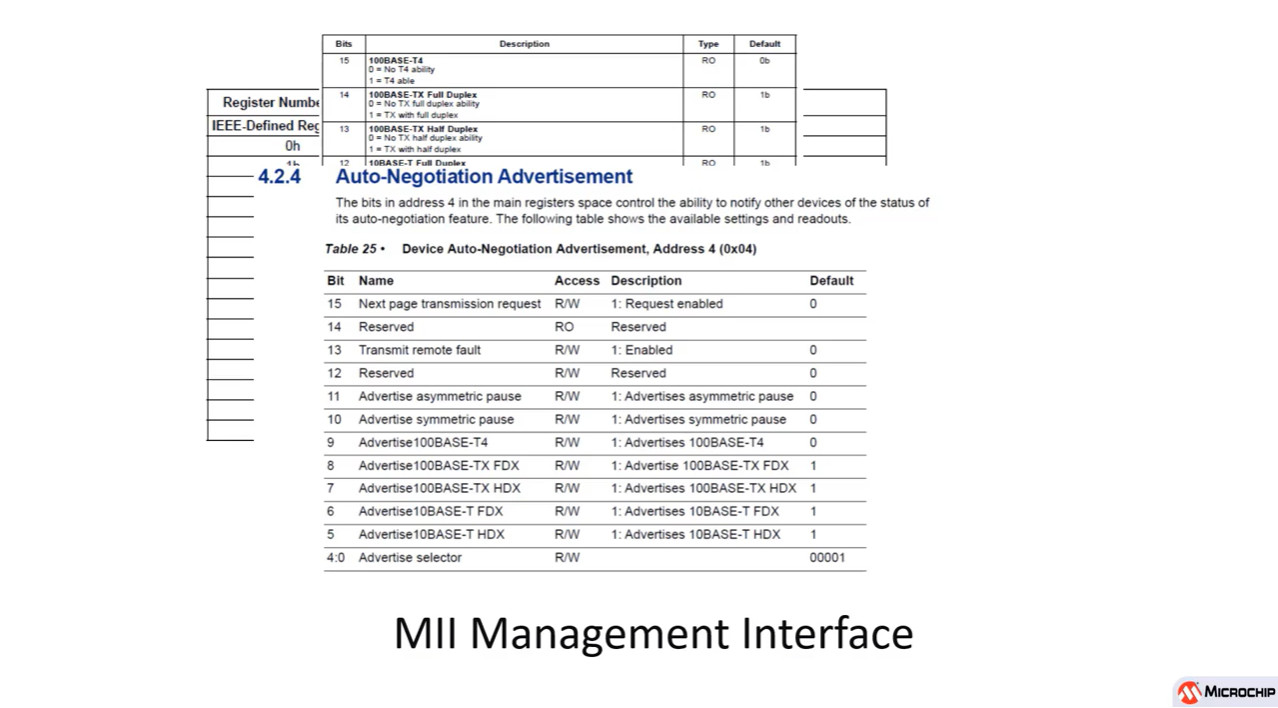 Bits Description Type Default
15 100BASE-T4 RO 0b
0 = No T4 ability
1 = T4 able
14 100BASE-TX Full Duplex RO 1b
0 = No TX full duplex ability
1 = TX with full duplex
13 100BASE-TX Half Duplex RO 1b
0 = No TX half duplex ability
1 = TX with half duplex
12 10BASE-T Full Duplex RO 1b
Register Numbe
IEEE-Defined Reg
0h
1h
4.2.4 Auto-Negotiation Advertisement
The bits in address 4 in the main registers space control the ability to notify other devices of the status of
its auto-negotiation feature. The following table shows the available settings and readouts.
Table 25 • Device Auto-Negotiation Advertisement, Address 4 (0x04)
Bit Name Access Description Default
15 Next page transmission request R/W 1: Request enabled 0
14 Reserved RO Reserved
13 Transmit remote fault R/W 1: Enabled 0
12 Reserved R/W Reserved 0
11 Advertise asymmetric pause R/W 1: Advertises asymmetric pause 0
10 Advertise symmetric pause R/W 1: Advertises symmetric pause 0
9 Advertise100BASE-T4 R/W 1: Advertises 100BASE-T4 0
8 Advertise100BASE-TX FDX R/W 1: Advertise 100BASE-TX FDX 1
7 Advertise100BASE-TX HDX R/W 1: Advertises 100BASE-TX HDX 1
6 Advertise10BASE-T FDX R/W 1: Advertises 10BASE-T FDX 1
5 Advertise10BASE-T HDX R/W 1: Advertises 10BASE-T HDX 1
4:0 Advertise selector R/W 00001
MII Management Interface
MICROCHIP